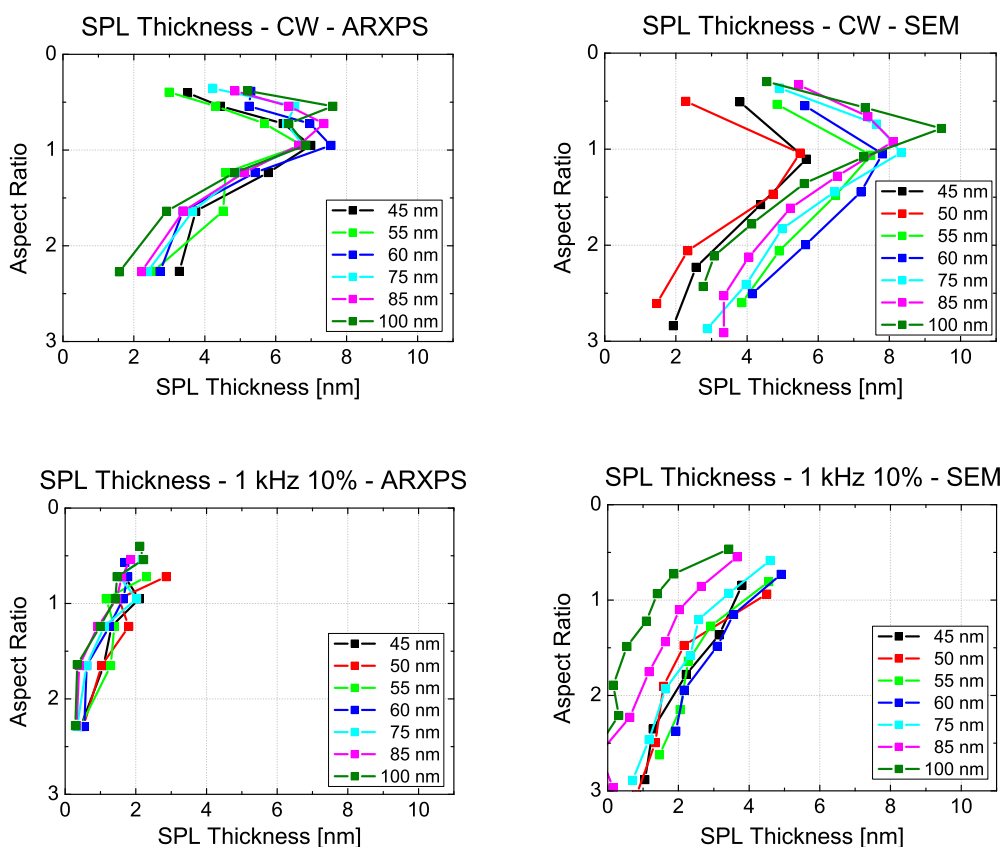 SPL Thickness - CW - ARXPS
0
1
2
3
Aspect Ratio
0 2 4 6 8 10
SPL Thickness [nm]
45 nm
55 nm
60 nm
75 nm
85 nm
100 nm
SPL Thickness - CW - SEM
0
1
2
3
Aspect Ratio
0 2 4 6 8 10
SPL Thickness [nm]
45 nm
50 nm
55 nm
60 nm
75 nm
85 nm
100 nm
SPL Thickness - 1 kHz 10% - ARXPS
0
1
2
3
Aspect Ratio
0 2 4 6 8 10
SPL Thickness [nm]
45 nm
50 nm
55 nm
60 nm
75 nm
85 nm
100 nm
SPL Thickness - 1 kHz 10% - SEM
0
1
2
3
Aspect Ratio
0 2 4 6 8 10
SPL Thickness [nm]
45 nm
50 nm
55 nm
60 nm
75 nm
85 nm
100 nm